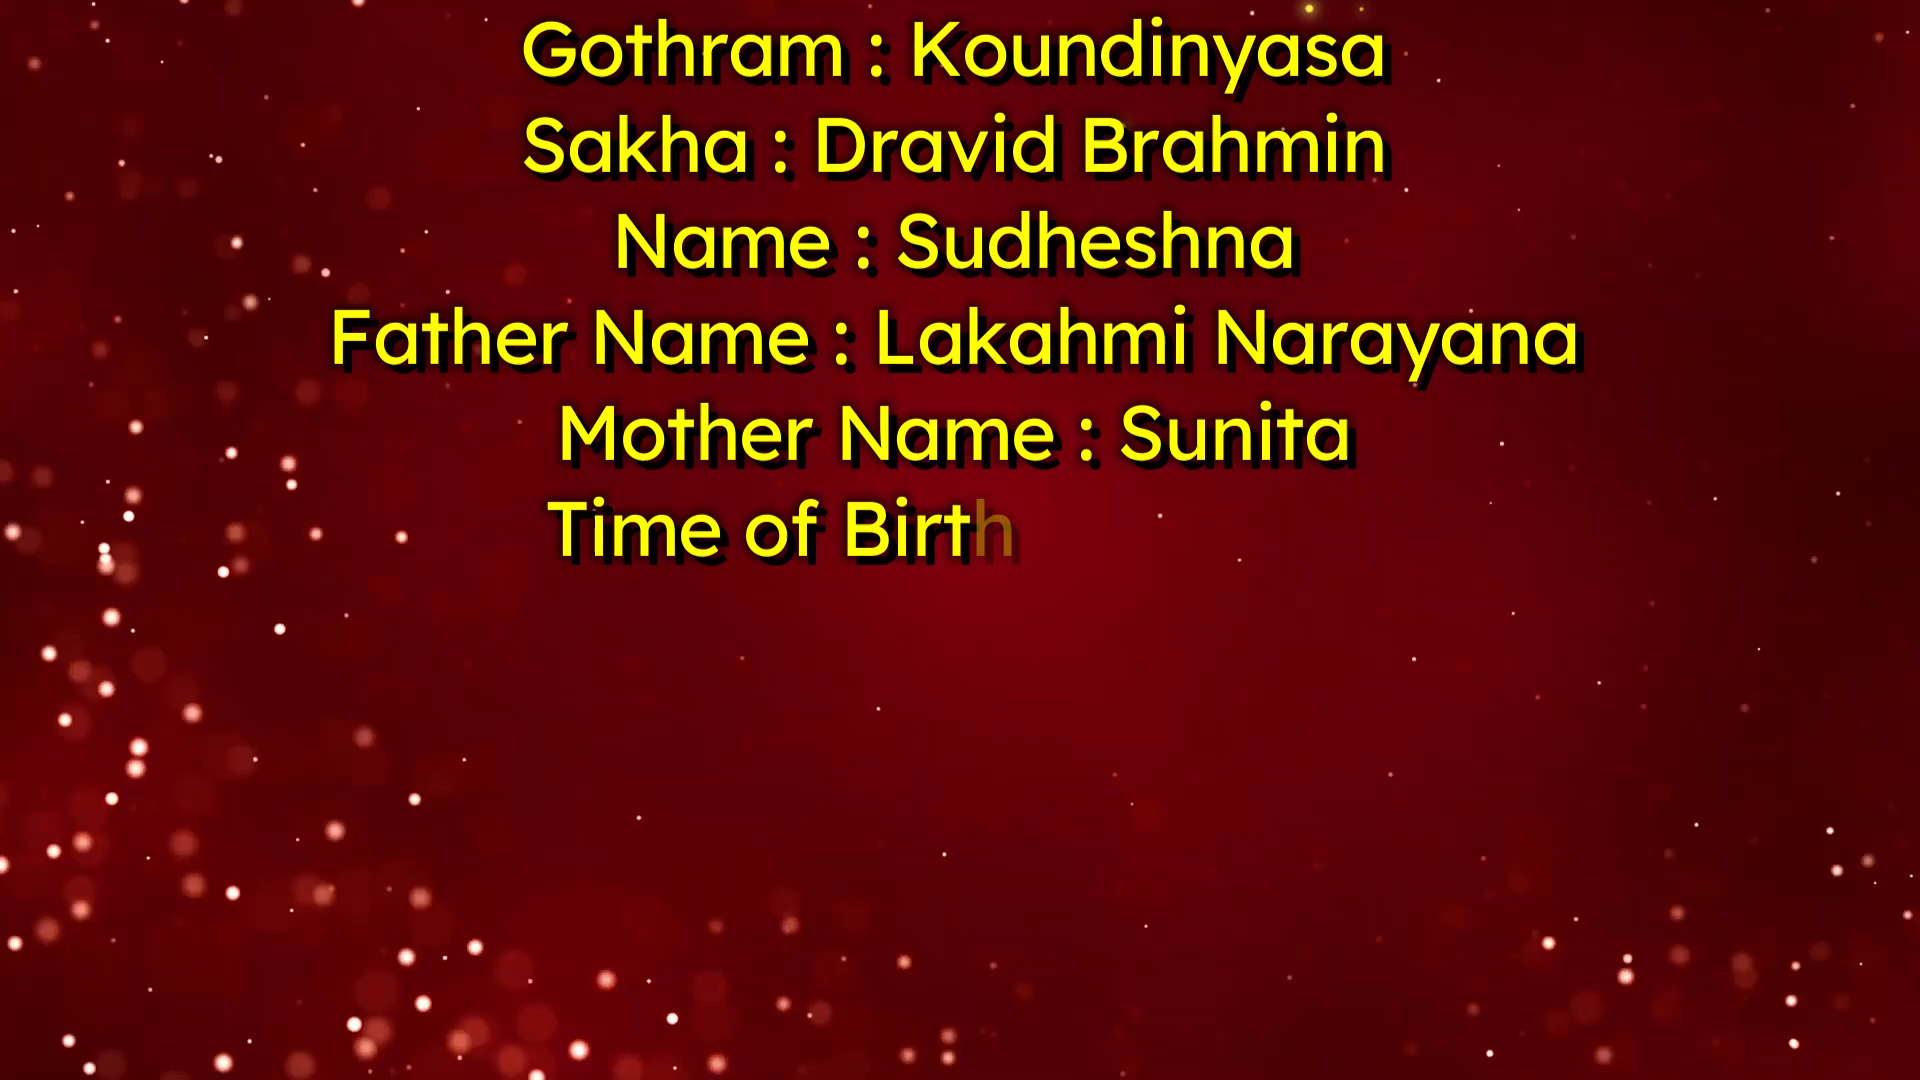 Gothram : Koundinyasa
Sakha : Dravid Brahmin
Name : Sudheshna
Father Name : Lakahmi Narayana
Mother Name : Sunita
Time of Birth